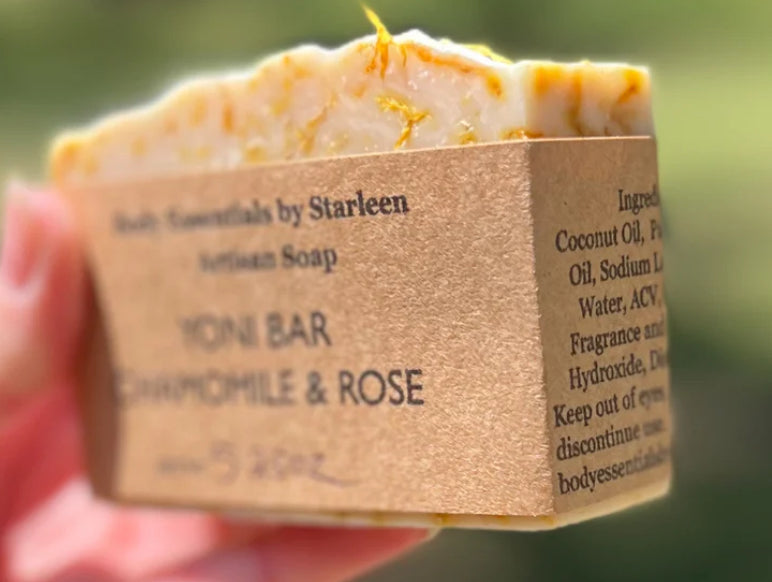 Body Essentials by Starleen
Artisan Soap
YONI BAR
CHAMOMILE & ROSE
Ingred
Coconut Oil, P
Oil, Sodium L
Water, ACV,
Fragrance and
Hydroxide, D
Keep out of eyes
discontinue use
bodyessentials